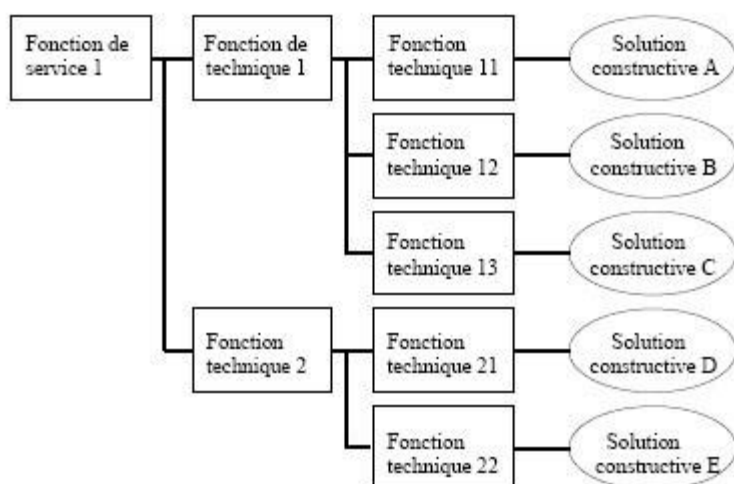 Fonction de
service 1
Fonction de
technique 1
Fonction
technique 11
Solution
constructive A
Fonction
technique 12
Solution
constructive B
Fonction
technique 13
Solution
constructive C
Fonction
technique 2
Fonction
technique 21
Solution
constructive D
Fonction
technique 22
Solution
constructive E